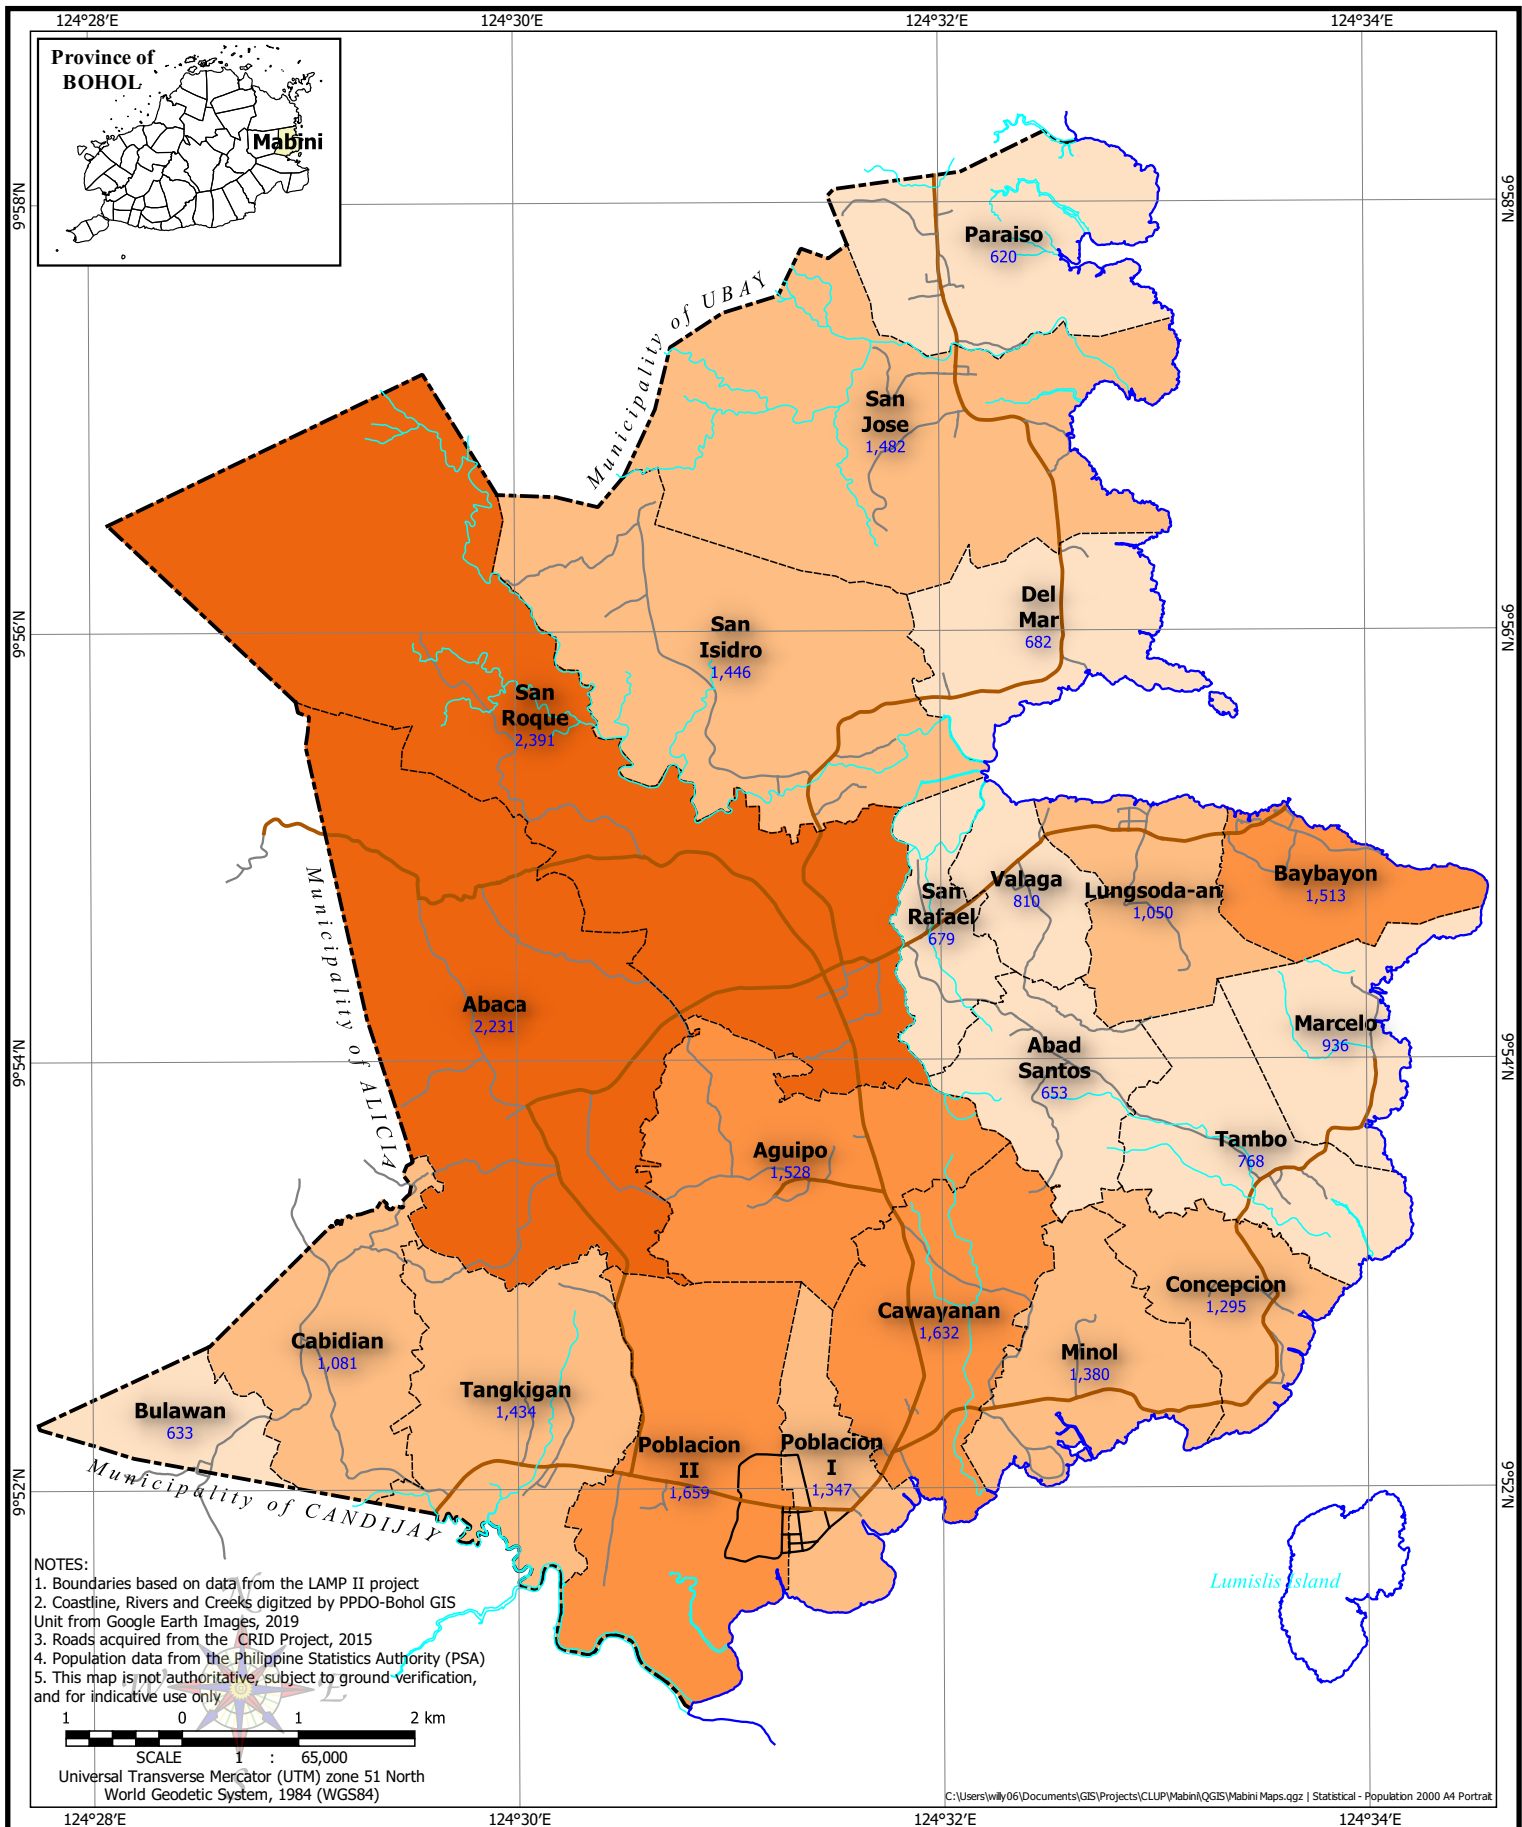 124°28′E
124°30′E
124°32′E
124°34′E
Province of
BOHOL
Mabini
9°58′N
9°58′N
Paraiso
620
Municipality of UBAY
San
Jose
1,482
Del
Mar
682
9°56′N
9°56′N
San
Isidro
1,446
San
Roque
2,391
Municipality of ALICIA
San
Rafael
679
Valaga
810
Lungsoda-an
1,050
Baybayon
1,513
Abaca
2,231
Marcelo
936
9°54′N
9°54′N
Abad
Santos
653
Aguipo
1,528
Tambo
768
Concepcion
1,295
Cawayanan
1,632
Cabidian
1,081
Minol
1,380
Tangkigan
1,434
Bulawan
633
Poblacion
II
1,659
Poblacion
I
1,347
9°52′N
9°52′N
Municipality of CANDIJAY
Lumislis Island
NOTES:
1. Boundaries based on data from the LAMP II project
2. Coastline, Rivers and Creeks digitzed by PPDO-Bohol GIS
Unit from Google Earth Images, 2019
3. Roads acquired from the CRID Project, 2015
4. Population data from the Philippine Statistics Authority (PSA)
5. This map is not authoritative, subject to ground verification,
and for indicative use only
N
W
E
S
1 0 1 2 km
SCALE 1 : 65,000
Universal Transverse Mercator (UTM) zone 51 North
World Geodetic System, 1984 (WGS84)
C:\Users\willy06\Documents\GIS\Projects\CLUP\Mabini\QGIS\Mabini Maps.qgz | Statistical - Population 2000 A4 Portrait
124°28′E
124°30′E
124°32′E
124°34′E